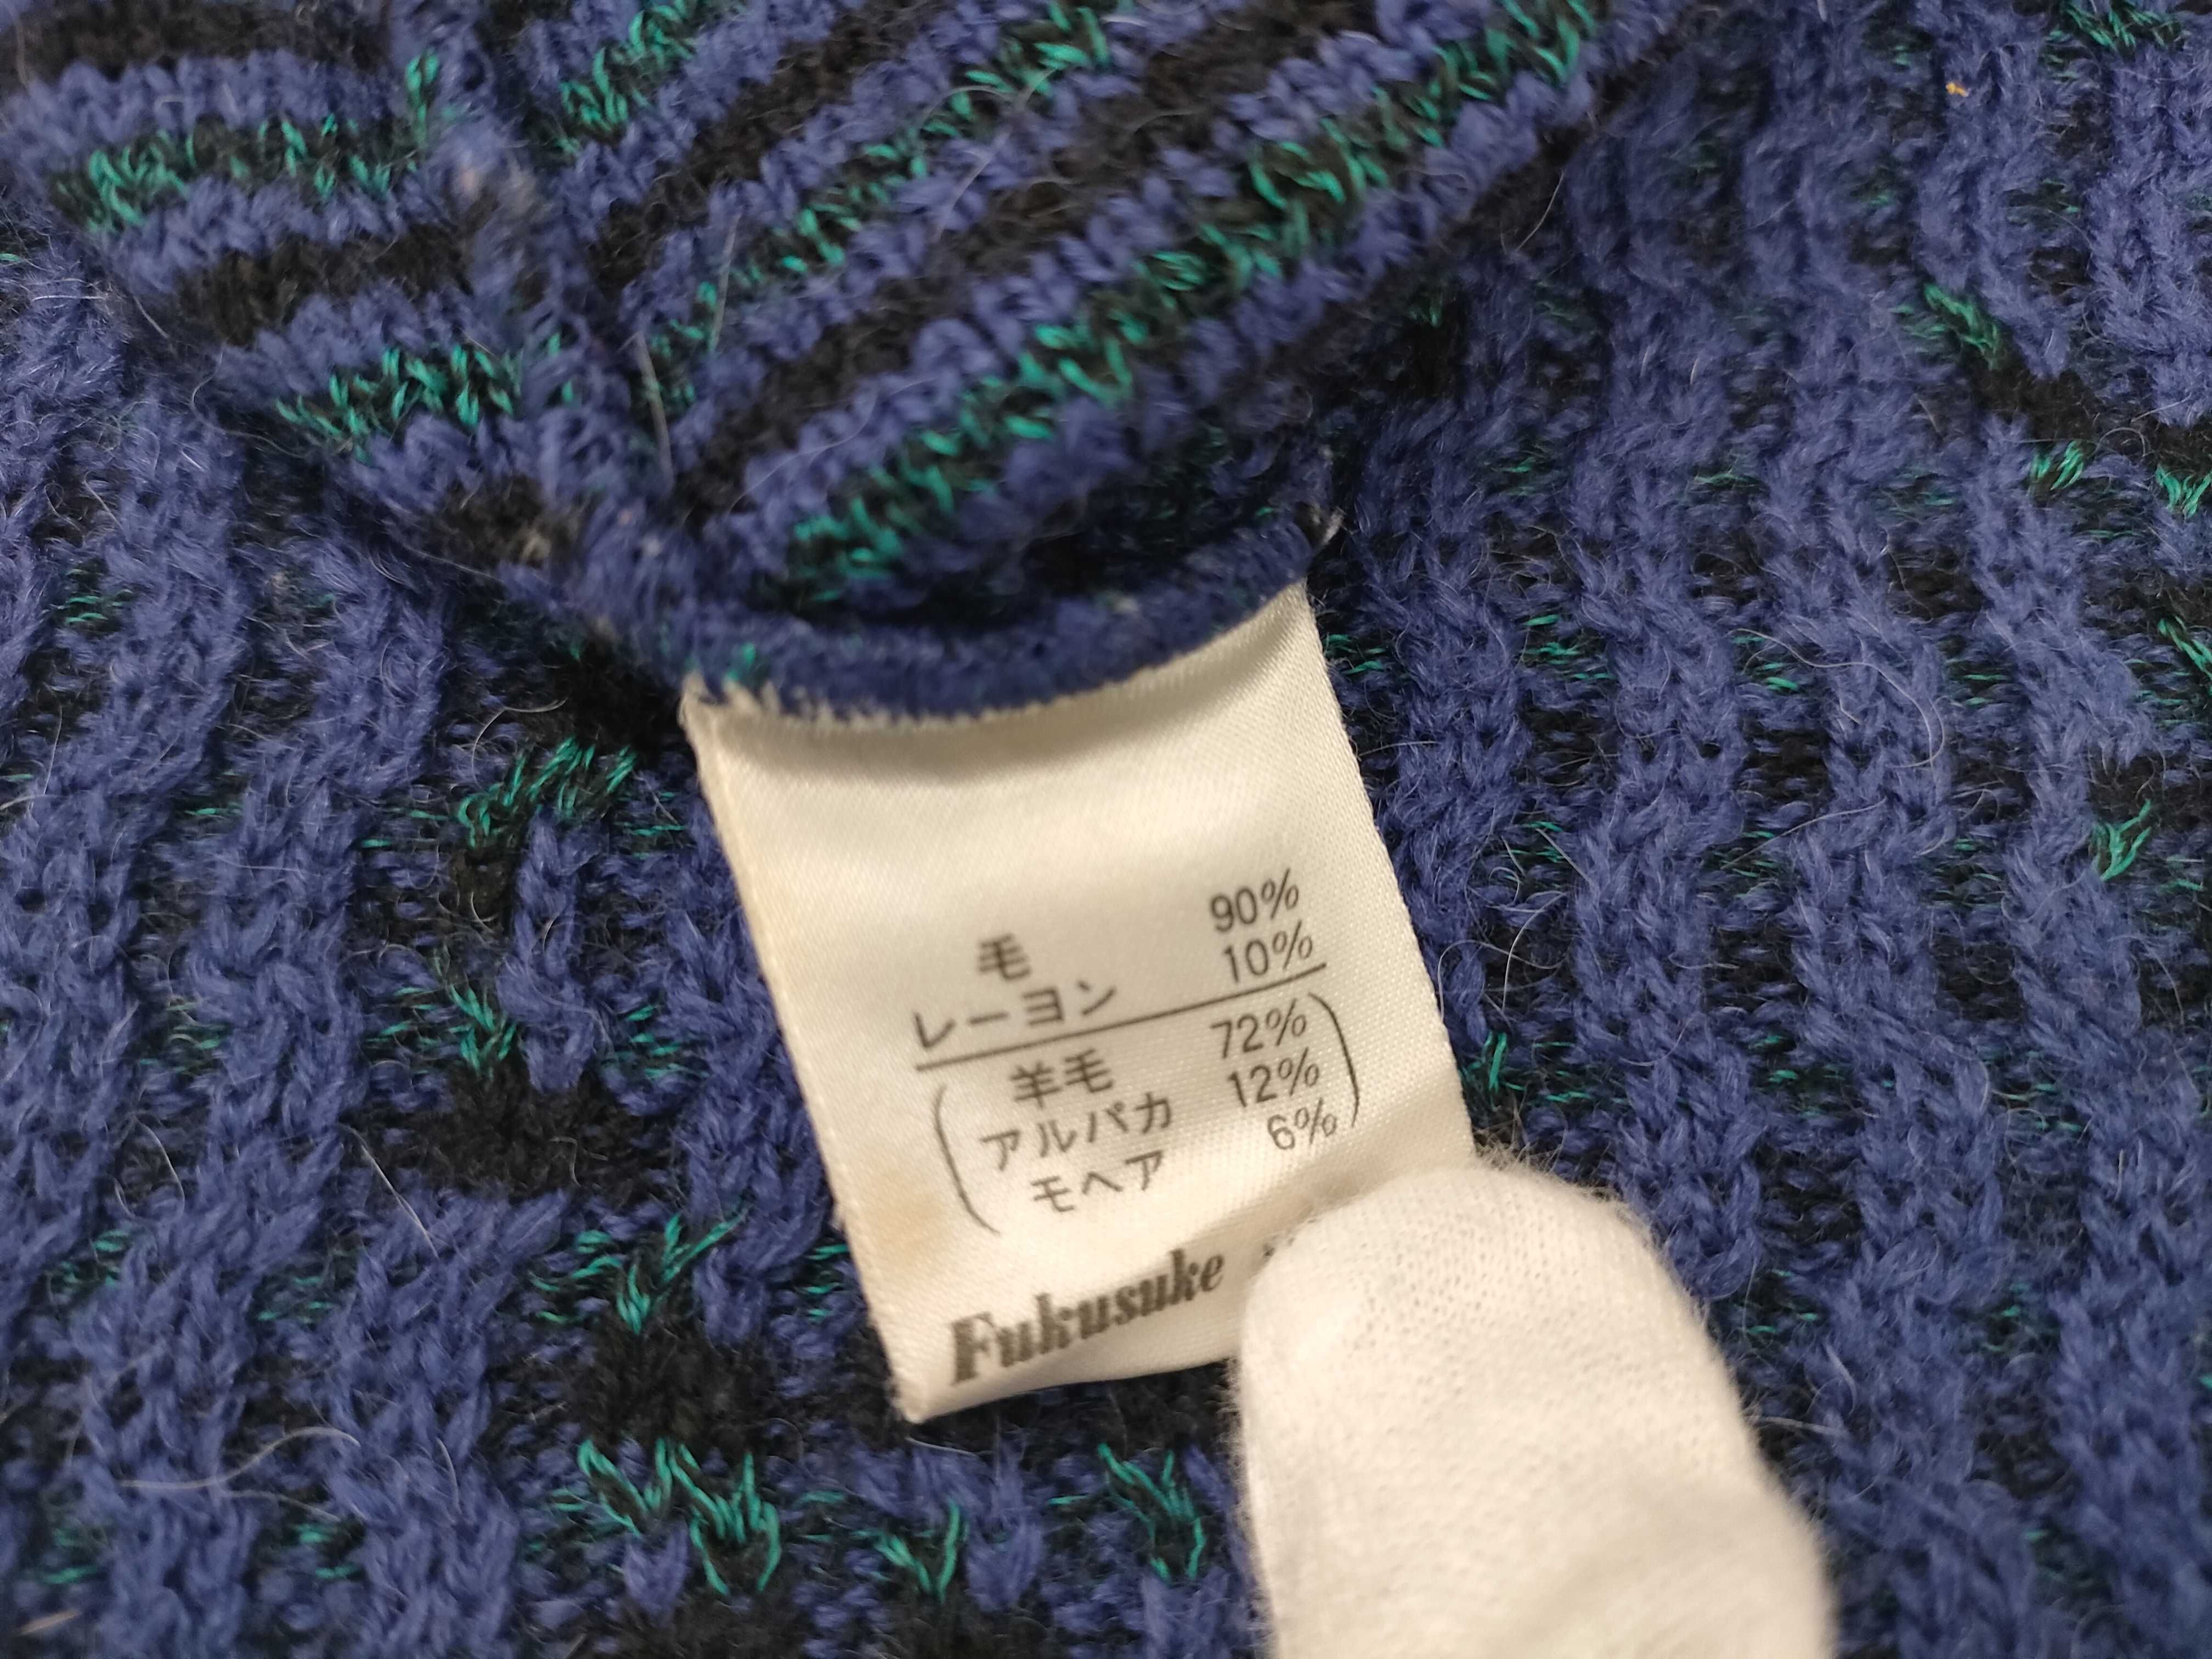 毛 90%
レーヨン 10%
羊毛 72%
アルパカ 12%
モヘア 6%
Fukusuke